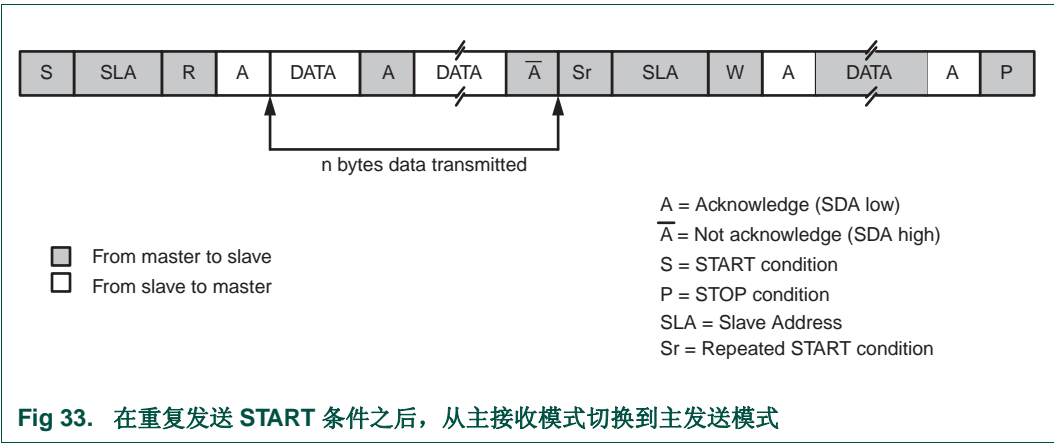 S SLA R A DATA A DATA A̅ Sr SLA W A DATA A P
n bytes data transmitted
From master to slave
From slave to master
A = Acknowledge (SDA low)
A̅ = Not acknowledge (SDA high)
S = START condition
P = STOP condition
SLA = Slave Address
Sr = Repeated START condition
Fig 33. 在重复发送 START 条件之后，从主接收模式切换到主发送模式